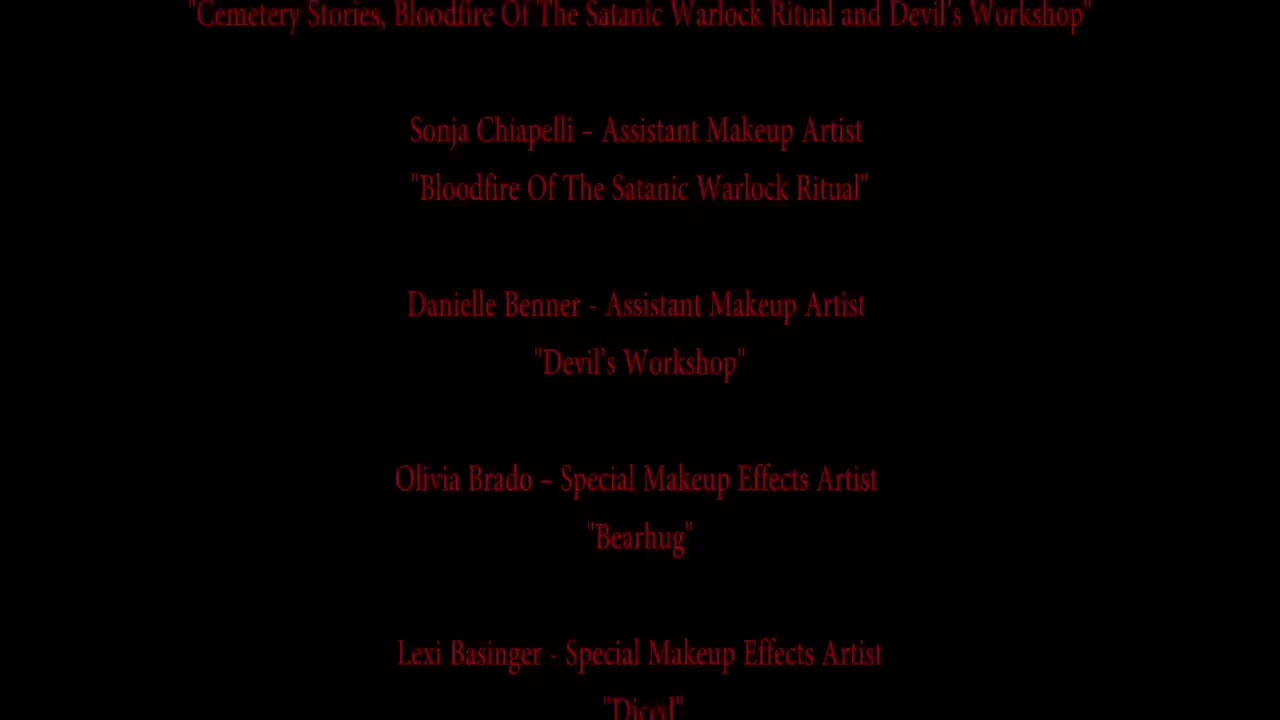 "Cemetery Stories, Bloodfire Of The Satanic Warlock Ritual and Devil's Workshop"
Sonja Chiapelli – Assistant Makeup Artist
"Bloodfire Of The Satanic Warlock Ritual"
Danielle Benner - Assistant Makeup Artist
"Devil's Workshop"
Olivia Brado – Special Makeup Effects Artist
"Bearhug"
Lexi Basinger - Special Makeup Effects Artist